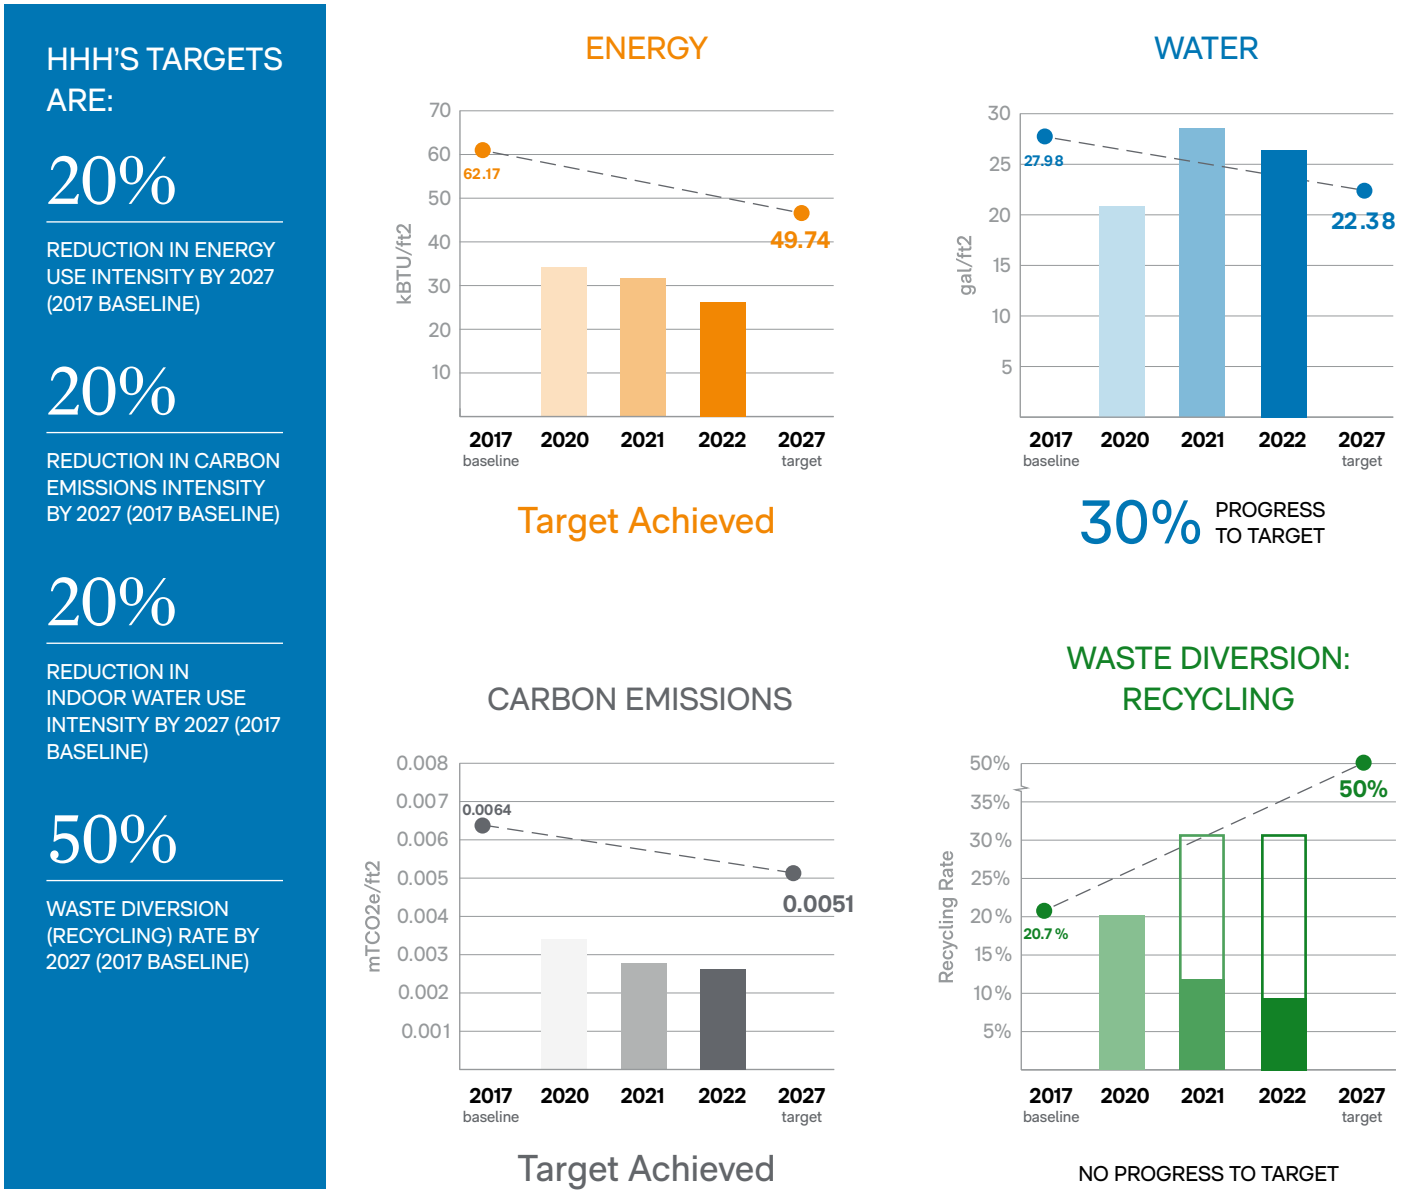 HHH'S TARGETS
ARE:
20%
REDUCTION IN ENERGY
USE INTENSITY BY 2027
(2017 BASELINE)
20%
REDUCTION IN CARBON
EMISSIONS INTENSITY
BY 2027 (2017 BASELINE)
20%
REDUCTION IN
INDOOR WATER USE
INTENSITY BY 2027 (2017
BASELINE)
50%
WASTE DIVERSION
(RECYCLING) RATE BY
2027 (2017 BASELINE)
ENERGY
kBTU/ft2
70
60
50
40
30
20
10
62.17
49.74
2017 2020 2021 2022 2027
baseline target
Target Achieved
WATER
gal/ft2
30
25
20
15
10
5
27.98
22.38
2017 2020 2021 2022 2027
baseline target
30% PROGRESS
TO TARGET
CARBON EMISSIONS
mTCO2e/ft2
0.008
0.007
0.006
0.005
0.004
0.003
0.002
0.001
0.0064
0.0051
2017 2020 2021 2022 2027
baseline target
Target Achieved
WASTE DIVERSION:
RECYCLING
Recycling Rate
50%
35%
30%
25%
20%
15%
10%
5%
20.7%
50%
2017 2020 2021 2022 2027
baseline target
NO PROGRESS TO TARGET